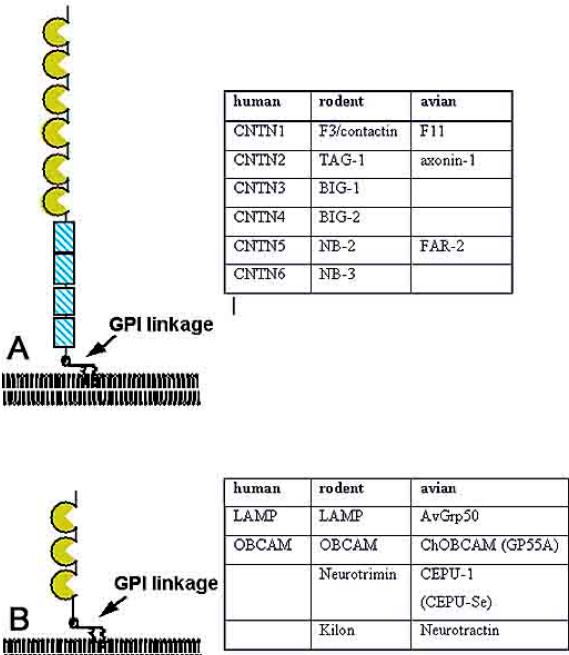 human rodent avian
CNTN1 F3/contactin F11
CNTN2 TAG-1 axonin-1
CNTN3 BIG-1
CNTN4 BIG-2
CNTN5 NB-2 FAR-2
CNTN6 NB-3
GPI linkage
A
human rodent avian
LAMP LAMP AvGrp50
OBCAM OBCAM ChOBCAM (GP55A)
Neurotrimin CEPU-1
(CEPU-Se)
Kilon Neurotractin
GPI linkage
B